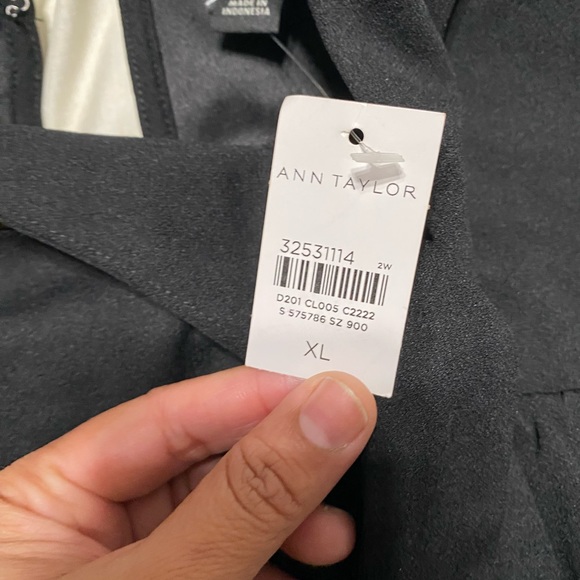 MADE IN
INDONESIA
ANN TAYLOR
32531114
2W
D201 CL005 C2222
S 575786 SZ 900
XL